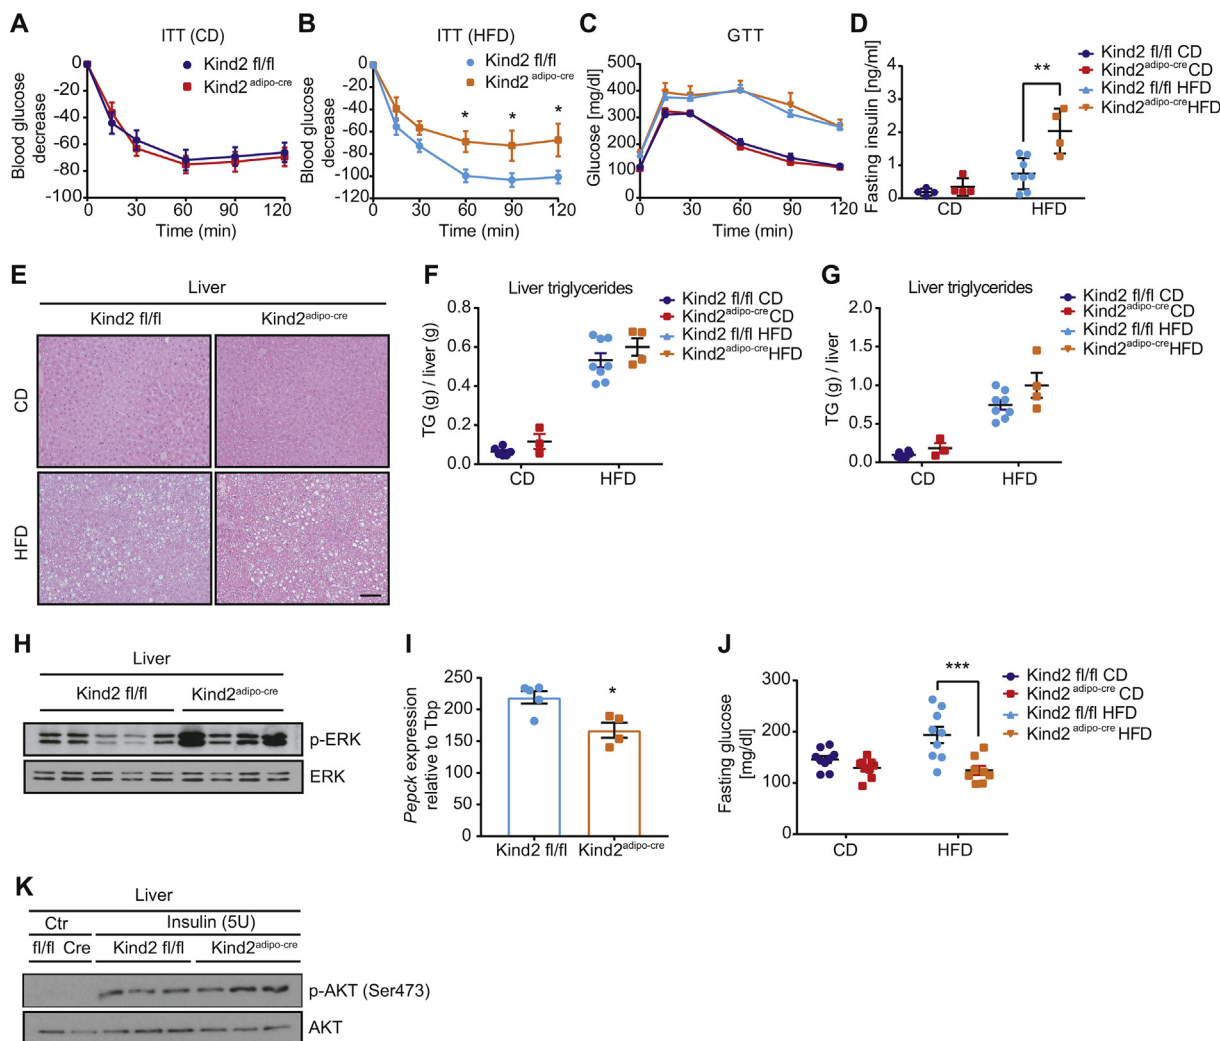 A
ITT (CD)
Kind2 fl/fl
Kind2 adipo-cre
Blood glucose
decrease
0
-20
-40
-60
-80
-100
0 30 60 90 120
Time (min)
B
ITT (HFD)
Kind2 fl/fl
Kind2 adipo-cre
Blood glucose
decrease
0
-20
-40
-60
-80
-100
-120
* * *
0 30 60 90 120
Time (min)
C
GTT
Glucose [mg/dl]
500
400
300
200
100
0
0 30 60 90 120
Time (min)
D
Kind2 fl/fl CD
Kind2adipo-creCD
Kind2 fl/fl HFD
Kind2adipo-creHFD
Fasting insulin [ng/ml]
4
3
2
1
0
**
CD HFD
E
Liver
Kind2 fl/fl Kind2adipo-cre
CD
HFD
F
Liver triglycerides
Kind2 fl/fl CD
Kind2adipo-creCD
Kind2 fl/fl HFD
Kind2adipo-creHFD
TG (g) / liver (g)
0.8
0.6
0.4
0.2
0.0
CD HFD
G
Liver triglycerides
Kind2 fl/fl CD
Kind2adipo-creCD
Kind2 fl/fl HFD
Kind2adipo-creHFD
TG (g) / liver
2.0
1.5
1.0
0.5
0.0
CD HFD
H
Liver
Kind2 fl/fl Kind2adipo-cre
p-ERK
ERK
I
Pepck expression
relative to Tbp
250
200
150
100
50
0
*
Kind2 fl/fl Kind2adipo-cre
J
Kind2 fl/fl CD
Kind2 adipo-cre CD
Kind2 fl/fl HFD
Kind2 adipo-cre HFD
Fasting glucose
[mg/dl]
300
200
100
0
***
CD HFD
K
Liver
Ctr Insulin (5U)
fl/fl Cre Kind2 fl/fl Kind2adipo-cre
p-AKT (Ser473)
AKT